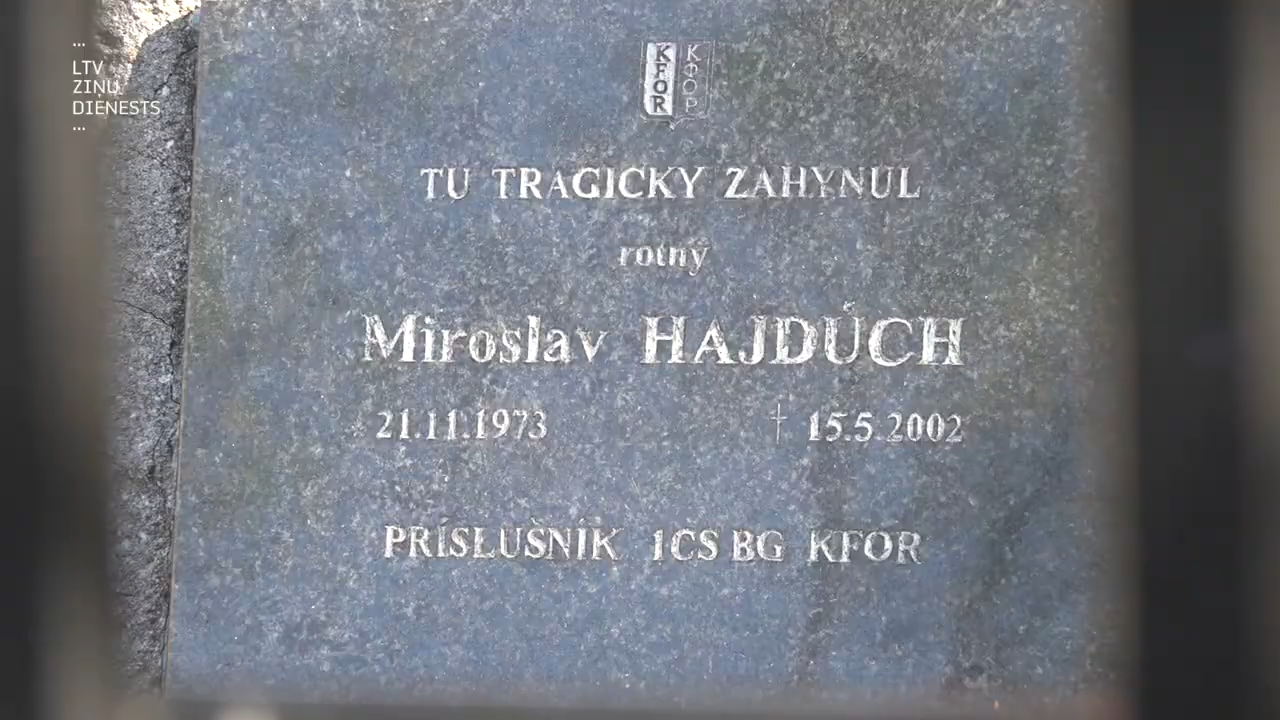 ...
LTV
ZIŅU
DIENESTS
...
KFOR КФОР
TU TRAGICKY ZAHYNUL
rotný
Miroslav HAJDÚCH
21.11.1973 † 15.5.2002
PRÍSLUŠNÍK 1CS BG KFOR